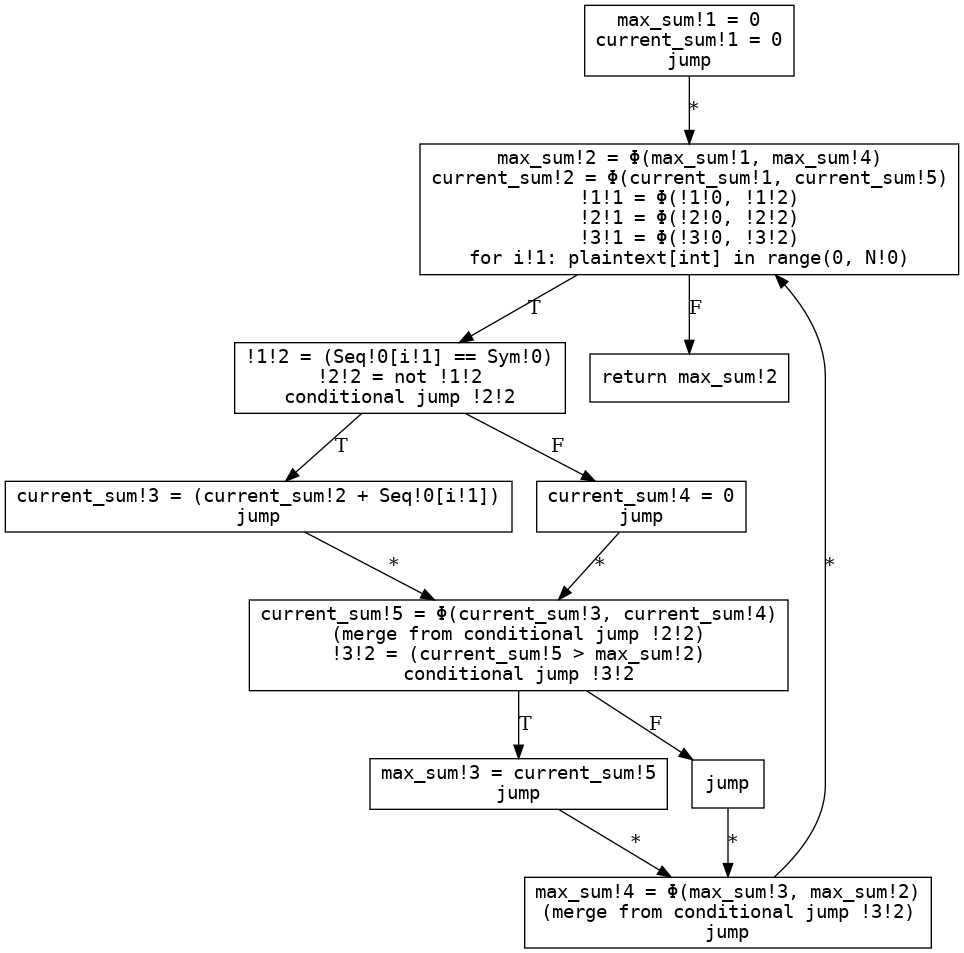 max_sum!1 = 0
current_sum!1 = 0
jump
*
max_sum!2 = Φ(max_sum!1, max_sum!4)
current_sum!2 = Φ(current_sum!1, current_sum!5)
!1!1 = Φ(!1!0, !1!2)
!2!1 = Φ(!2!0, !2!2)
!3!1 = Φ(!3!0, !3!2)
for i!1: plaintext[int] in range(0, N!0)
T
F
!1!2 = (Seq!0[i!1] == Sym!0)
!2!2 = not !1!2
conditional jump !2!2
return max_sum!2
T
F
current_sum!3 = (current_sum!2 + Seq!0[i!1])
jump
current_sum!4 = 0
jump
*
*
*
current_sum!5 = Φ(current_sum!3, current_sum!4)
(merge from conditional jump !2!2)
!3!2 = (current_sum!5 > max_sum!2)
conditional jump !3!2
T
F
max_sum!3 = current_sum!5
jump
jump
*
*
max_sum!4 = Φ(max_sum!3, max_sum!2)
(merge from conditional jump !3!2)
jump